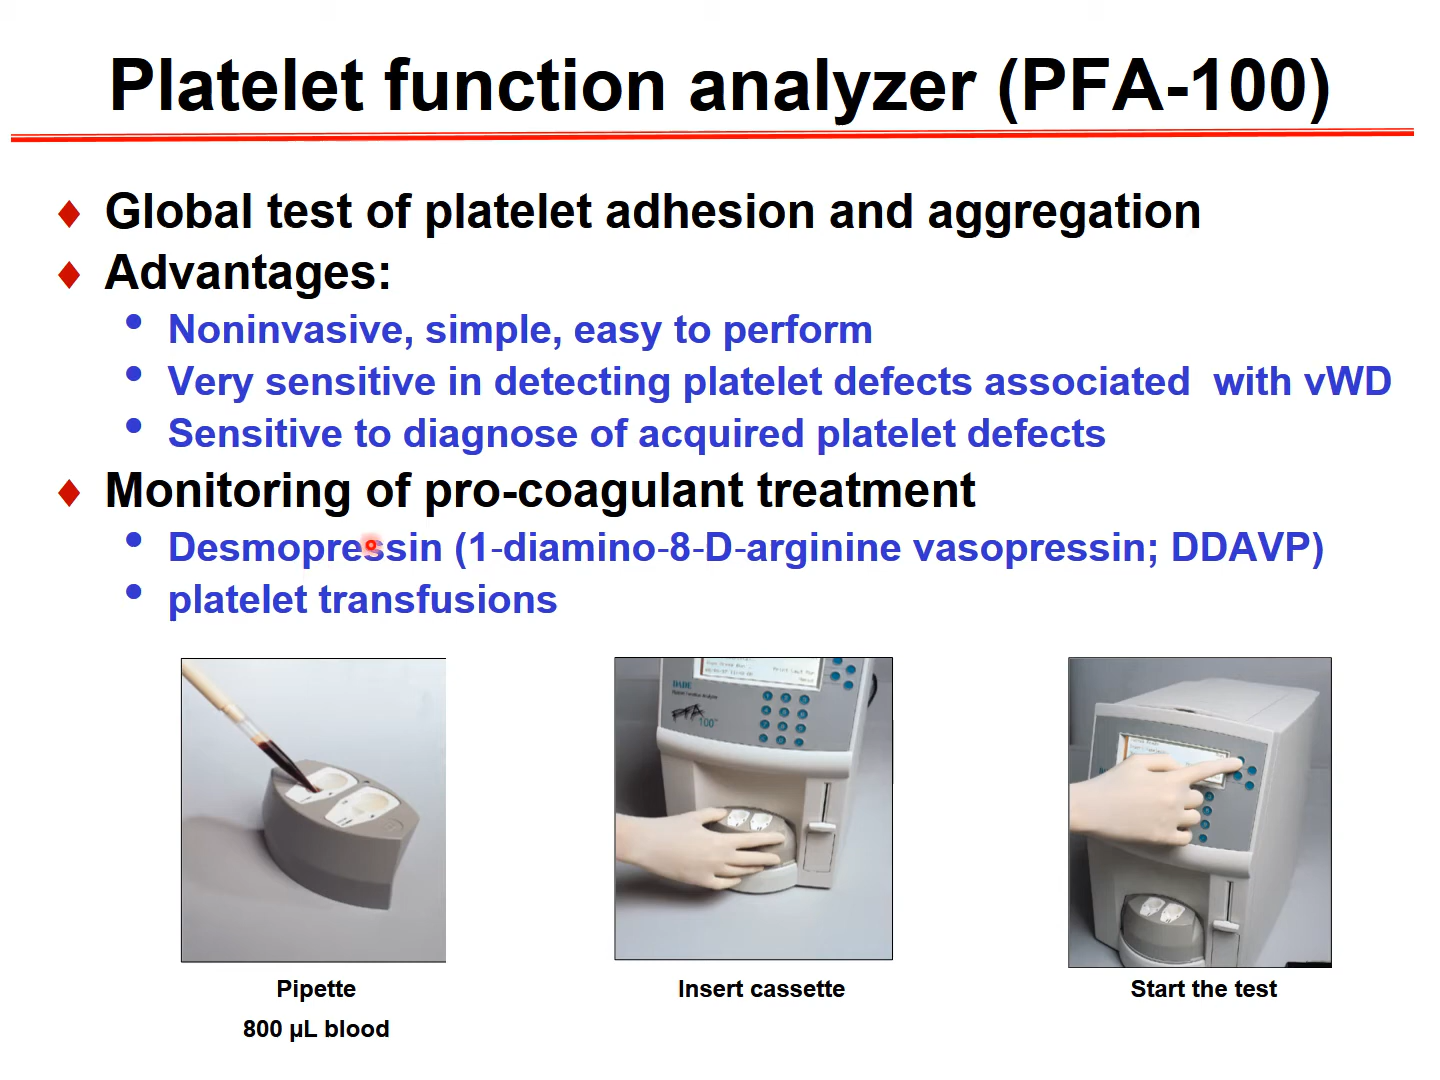 Platelet function analyzer (PFA-100)
Global test of platelet adhesion and aggregation
Advantages:
Noninvasive, simple, easy to perform
Very sensitive in detecting platelet defects associated with vWD
Sensitive to diagnose of acquired platelet defects
Monitoring of pro-coagulant treatment
Desmopressin (1-diamino-8-D-arginine vasopressin; DDAVP)
platelet transfusions
DADE
PFA
100
Pipette
800 µL blood
Insert cassette
Start the test